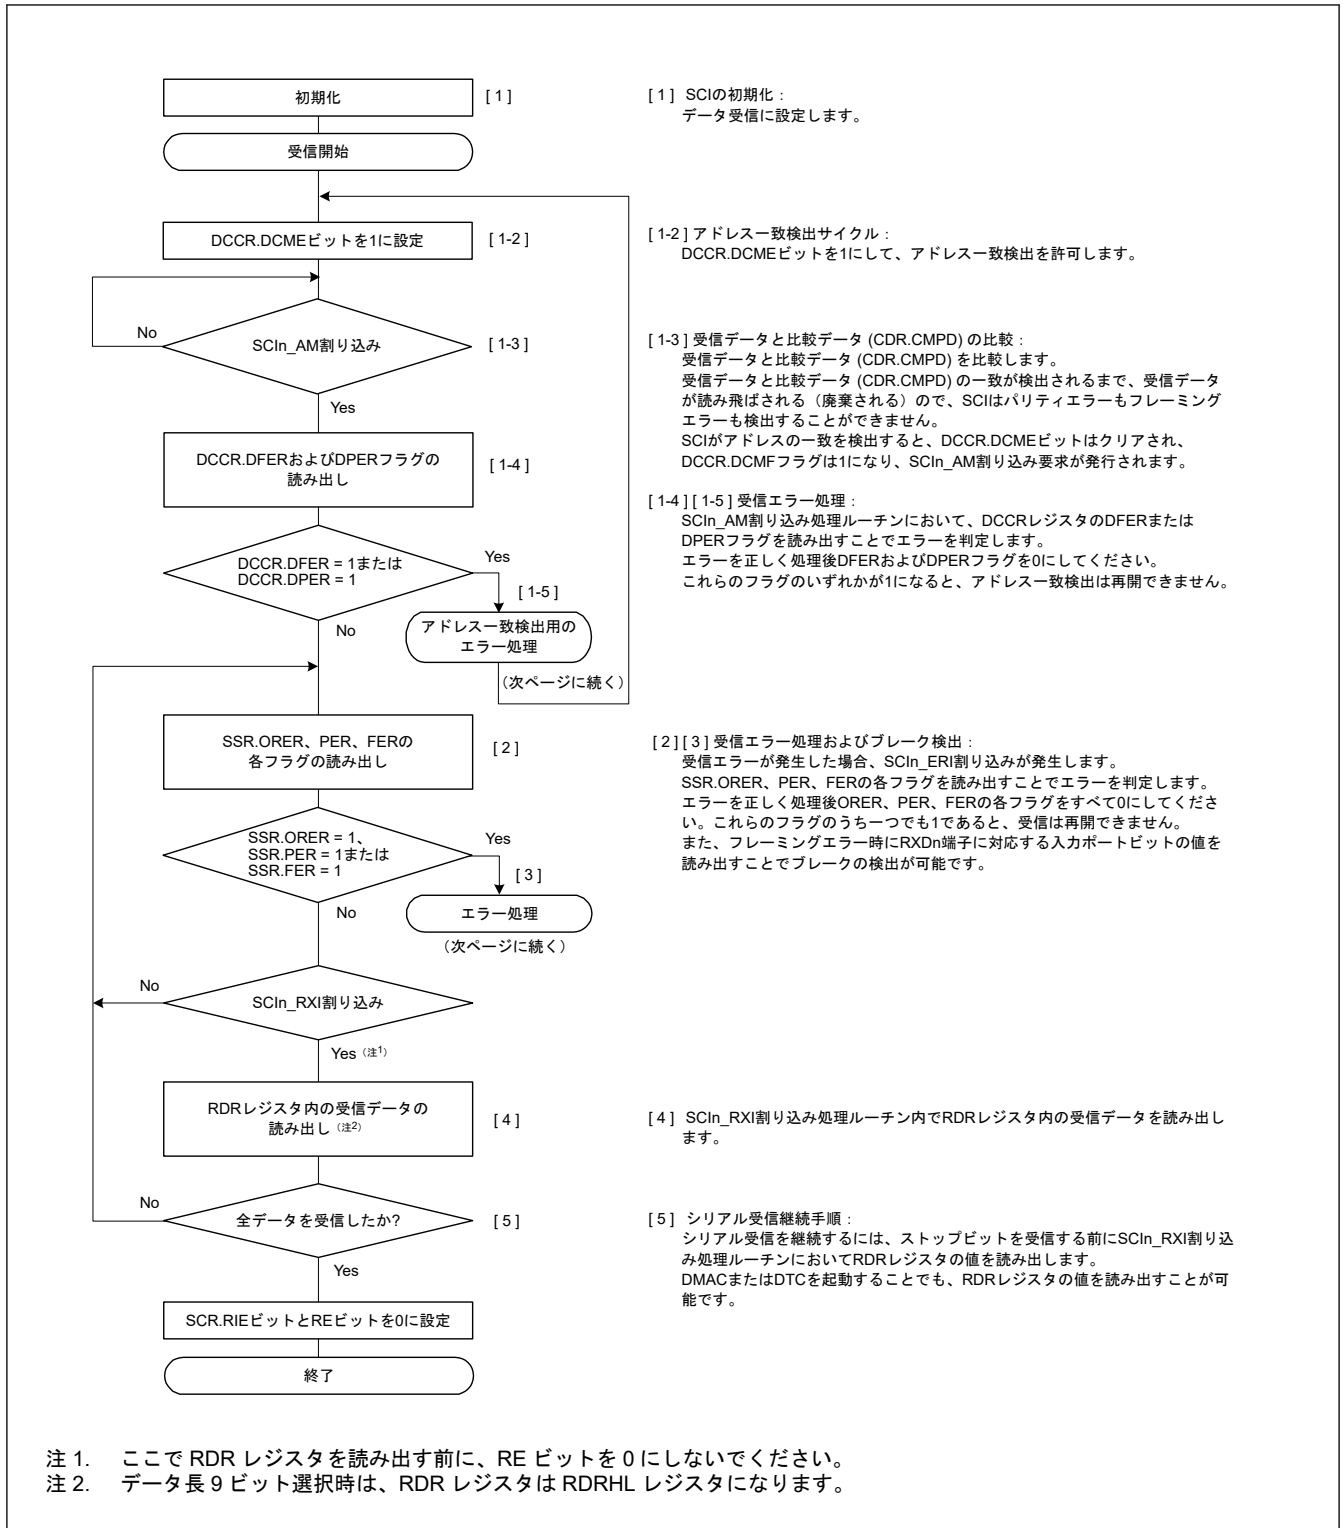 初期化
[ 1 ]
受信開始
DCCR.DCMEビットを1に設定
[ 1-2 ]
No
SCIn_AM割り込み
[ 1-3 ]
Yes
DCCR.DFERおよびDPERフラグの
読み出し
[ 1-4 ]
DCCR.DFER = 1または
DCCR.DPER = 1
Yes
[ 1-5 ]
No
アドレス一致検出用の
エラー処理
（次ページに続く）
SSR.ORER、PER、FERの
各フラグの読み出し
[ 2 ]
SSR.ORER = 1、
SSR.PER = 1または
SSR.FER = 1
Yes
[ 3 ]
No
エラー処理
（次ページに続く）
No
SCIn_RXI割り込み
Yes（注1）
RDRレジスタ内の受信データの
読み出し（注2）
[ 4 ]
No
全データを受信したか?
[ 5 ]
Yes
SCR.RIEビットとREビットを0に設定
終了
[ 1 ] SCIの初期化：
データ受信に設定します。
[ 1-2 ] アドレス一致検出サイクル：
DCCR.DCMEビットを1にして、アドレス一致検出を許可します。
[ 1-3 ] 受信データと比較データ (CDR.CMPD) の比較：
受信データと比較データ (CDR.CMPD) を比較します。
受信データと比較データ (CDR.CMPD) の一致が検出されるまで、受信データ
が読み飛ばされる（廃棄される）ので、SCIはパリティエラーもフレーミング
エラーも検出することができません。
SCIがアドレスの一致を検出すると、DCCR.DCMEビットはクリアされ、
DCCR.DCMFフラグは1になり、SCIn_AM割り込み要求が発行されます。
[ 1-4 ] [ 1-5 ] 受信エラー処理：
SCIn_AM割り込み処理ルーチンにおいて、DCCRレジスタのDFERまたは
DPERフラグを読み出すことでエラーを判定します。
エラーを正しく処理後DFERおよびDPERフラグを0にしてください。
これらのフラグのいずれかが1になると、アドレス一致検出は再開できません。
[ 2 ] [ 3 ] 受信エラー処理およびブレーク検出：
受信エラーが発生した場合、SCIn_ERI割り込みが発生します。
SSR.ORER、PER、FERの各フラグを読み出すことでエラーを判定します。
エラーを正しく処理後ORER、PER、FERの各フラグをすべて0にしてくださ
い。これらのフラグのうち一つでも1であると、受信は再開できません。
また、フレーミングエラー時にRXDn端子に対応する入力ポートビットの値を
読み出すことでブレークの検出が可能です。
[ 4 ] SCIn_RXI割り込み処理ルーチン内でRDRレジスタ内の受信データを読み出し
ます。
[ 5 ] シリアル受信継続手順：
シリアル受信を継続するには、ストップビットを受信する前にSCIn_RXI割り込
み処理ルーチンにおいてRDRレジスタの値を読み出します。
DMACまたはDTCを起動することでも、RDRレジスタの値を読み出すことが可
能です。
注 1. ここで RDR レジスタを読み出す前に、RE ビットを 0 にしないでください。
注 2. データ長 9 ビット選択時は、RDR レジスタは RDRHL レジスタになります。